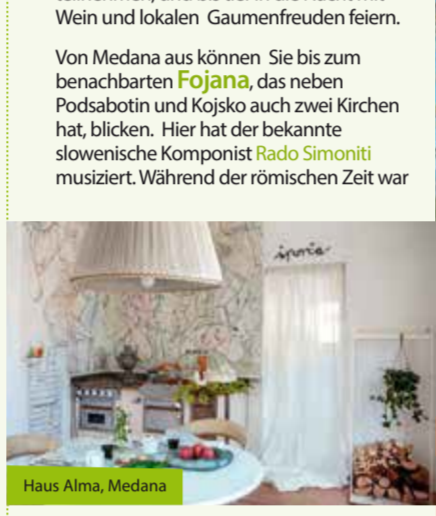 Wein und lokalen Gaumenfreuden feiern.
Von Medana aus können Sie bis zum
benachbarten Fojana, das neben
Podsabotin und Kojsko auch zwei Kirchen
hat, blicken. Hier hat der bekannte
slowenische Komponist Rado Simoniti
musiziert. Während der römischen Zeit war
Haus Alma, Medana